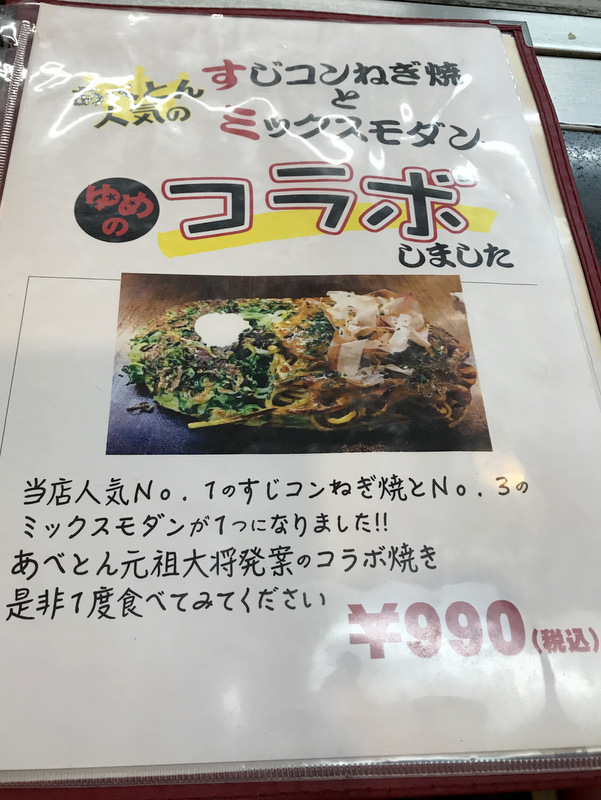 あべとん
人気の
すじコンねぎ焼
と
ミックスモダン
ゆめ
の
コラボ
しました
当店人気No.1のすじコンねぎ焼とNo.3の
ミックスモダンが1つになりました!!
あべとん元祖大将発案のコラボ焼き
是非1度食べてみてください
¥990(税込)